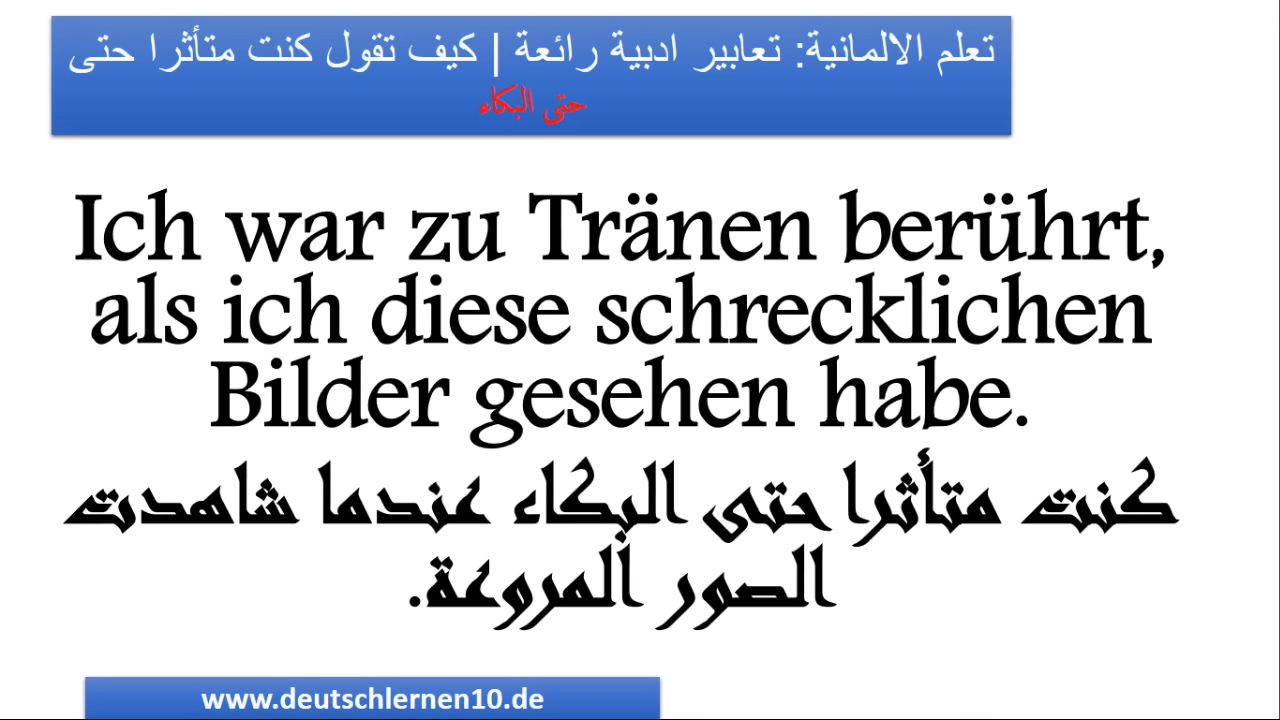 تعلم الالمانية: تعابير ادبية رائعة | كيف تقول كنت متأثرا حتى
حتى البكاء
Ich war zu Tränen berührt,
als ich diese schrecklichen
Bilder gesehen habe.
كنت متأثرا حتى البكاء عندما شاهدت
الصور المروعة.
www.deutschlernen10.de